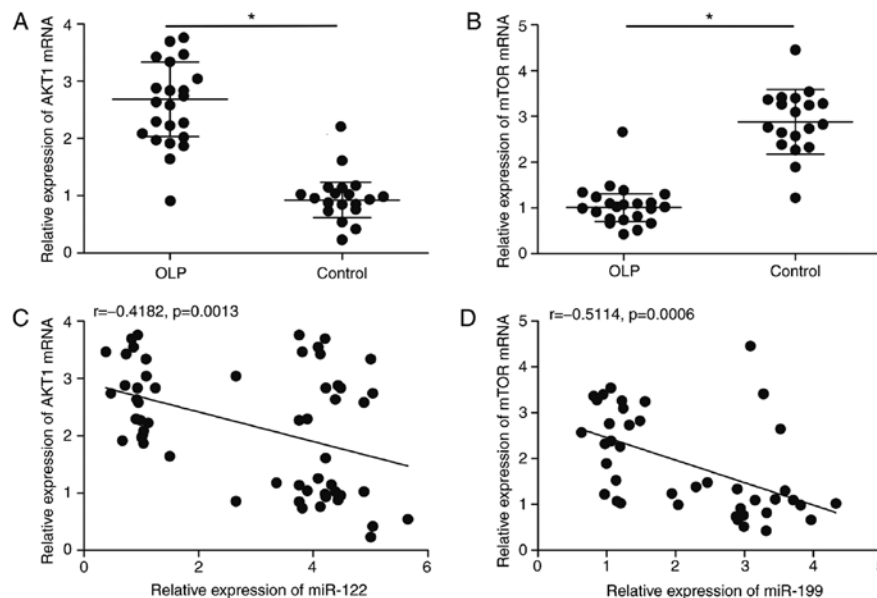 A
*
Relative expression of AKT1 mRNA
4
3
2
1
0
OLP
Control
B
*
Relative expression of mTOR mRNA
5
4
3
2
1
0
OLP
Control
C
r=−0.4182, p=0.0013
Relative expression of AKT1 mRNA
4
3
2
1
0
0
2
4
6
Relative expression of miR-122
D
r=−0.5114, p=0.0006
Relative expression of mTOR mRNA
5
4
3
2
1
0
0
1
2
3
4
5
Relative expression of miR-199